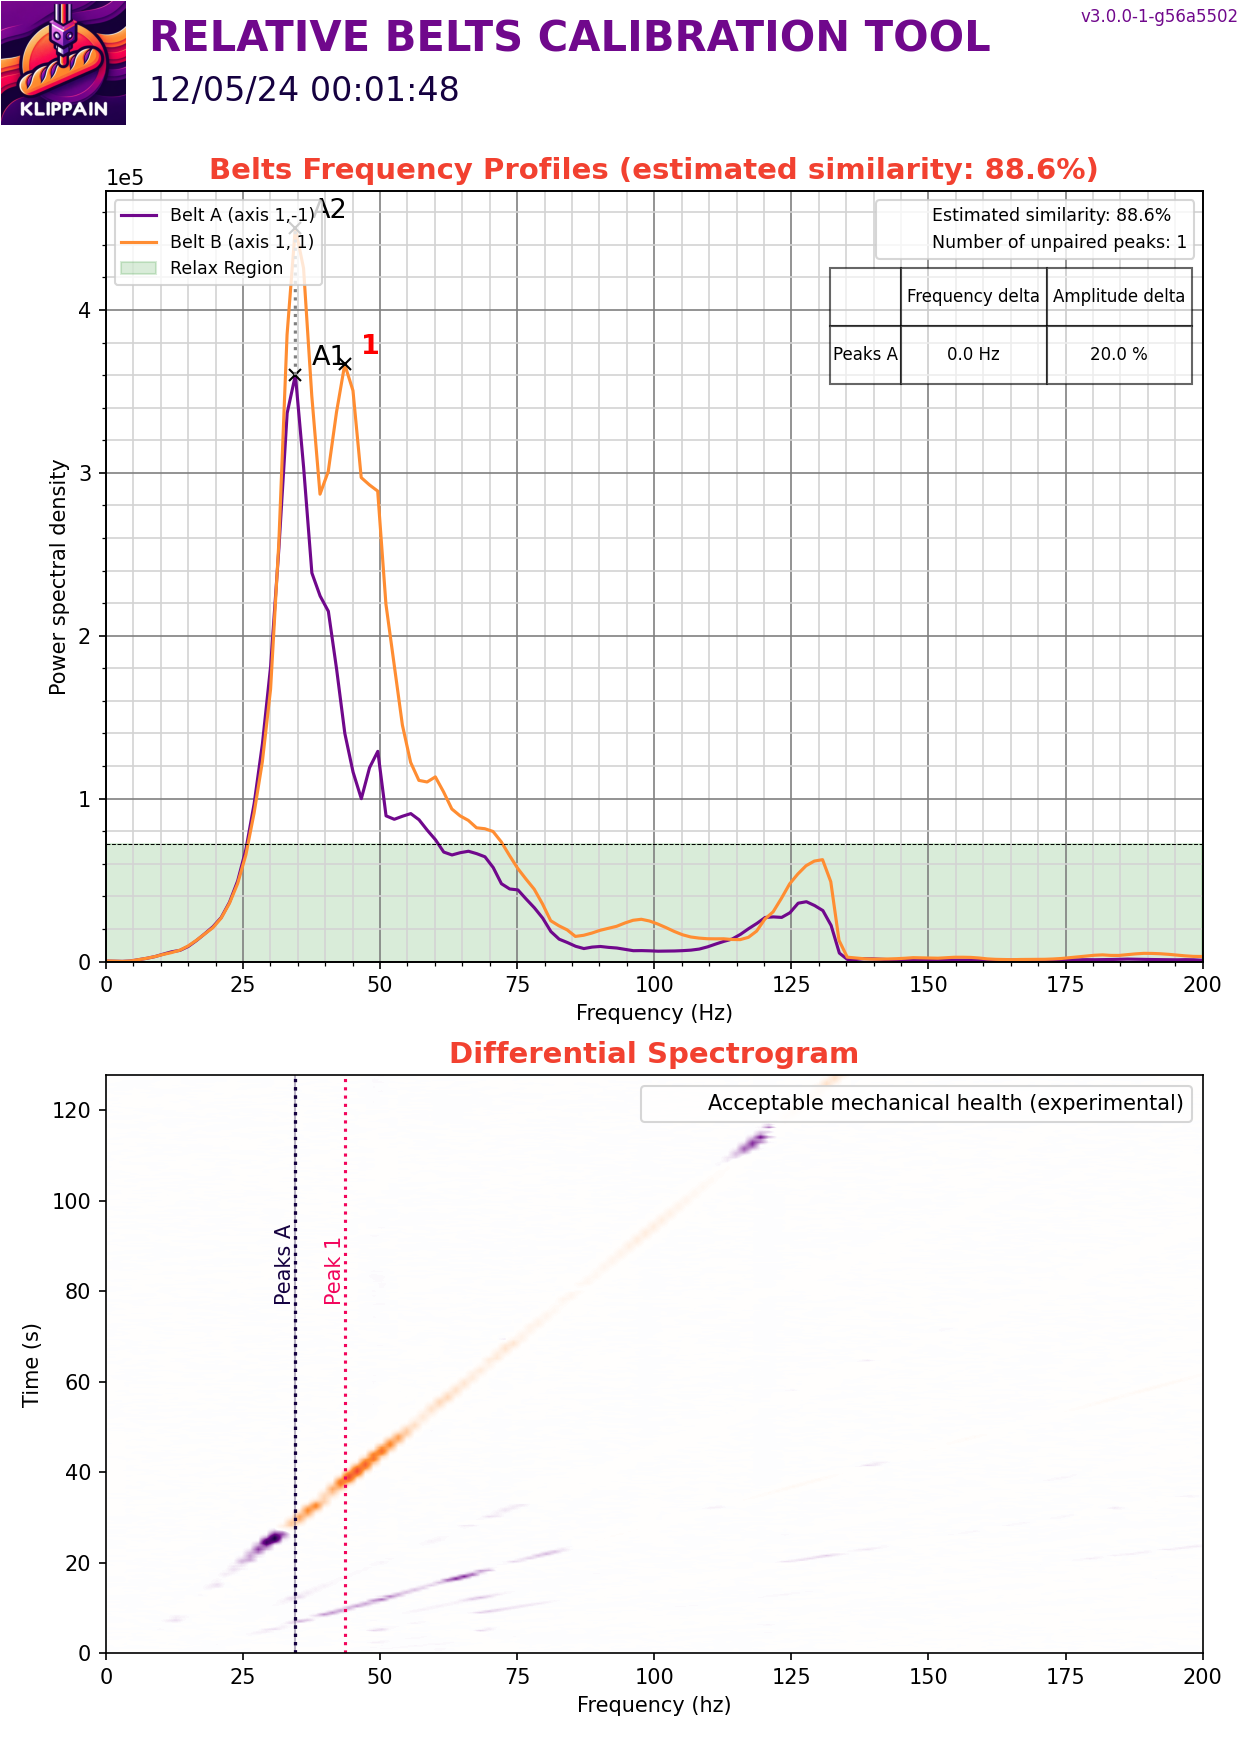 RELATIVE BELTS CALIBRATION TOOL
v3.0.0-1-g56a5502
12/05/24 00:01:48
KLIPPAIN
Belts Frequency Profiles (estimated similarity: 88.6%)
1e5
Belt A (axis 1,-1)
Belt B (axis 1, 1)
Relax Region
A2
A1
1
Estimated similarity: 88.6%
Number of unpaired peaks: 1
Frequency delta Amplitude delta
Peaks A 0.0 Hz 20.0 %
4
3
2
1
0
Power spectral density
0 25 50 75 100 125 150 175 200
Frequency (Hz)
Differential Spectrogram
Acceptable mechanical health (experimental)
Peaks A
Peak 1
120
100
80
60
40
20
0
Time (s)
0 25 50 75 100 125 150 175 200
Frequency (hz)